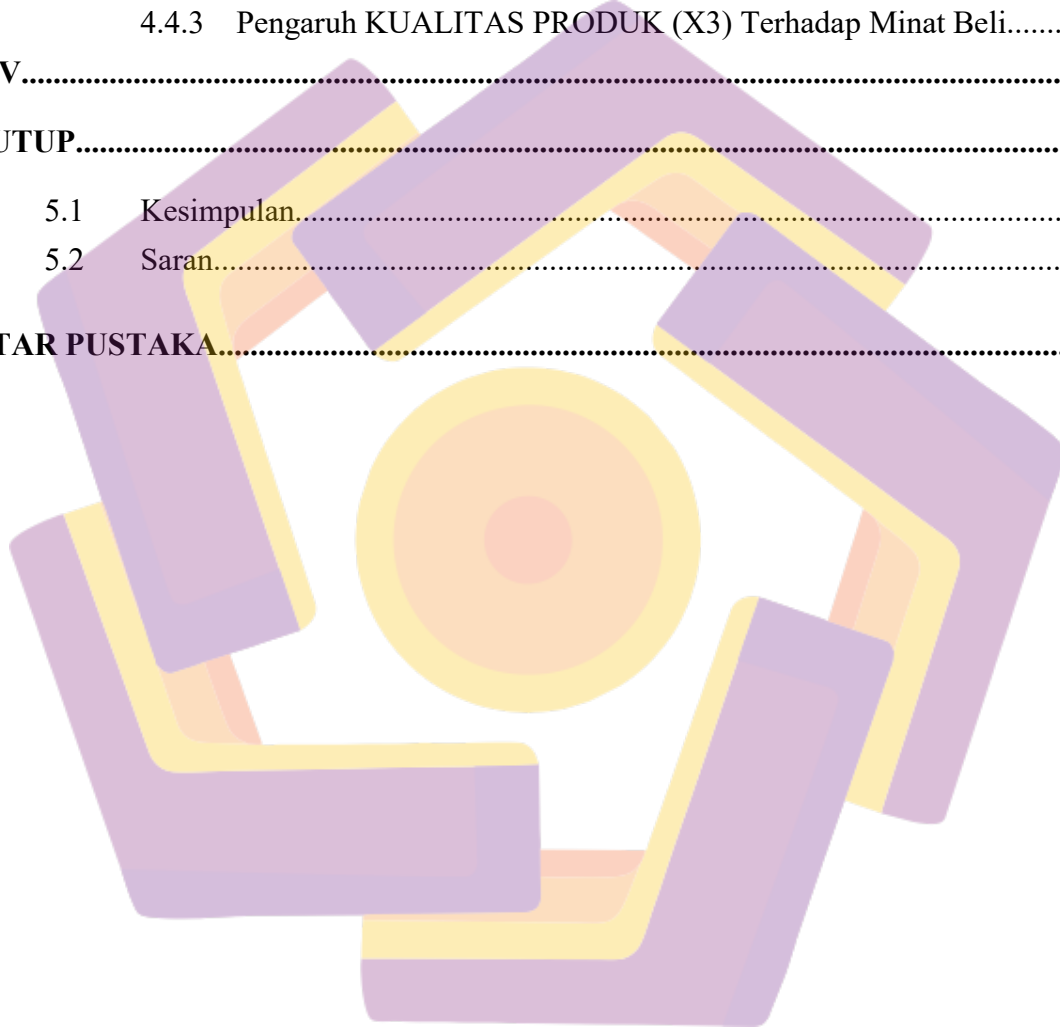 4.4.3 Pengaruh KUALITAS PRODUK (X3) Terhadap Minat Beli.......
V....................................................................................................
UTUP....................................................................................................
5.1 Kesimpulan....................................................................................................
5.2 Saran....................................................................................................
TAR PUSTAKA....................................................................................................